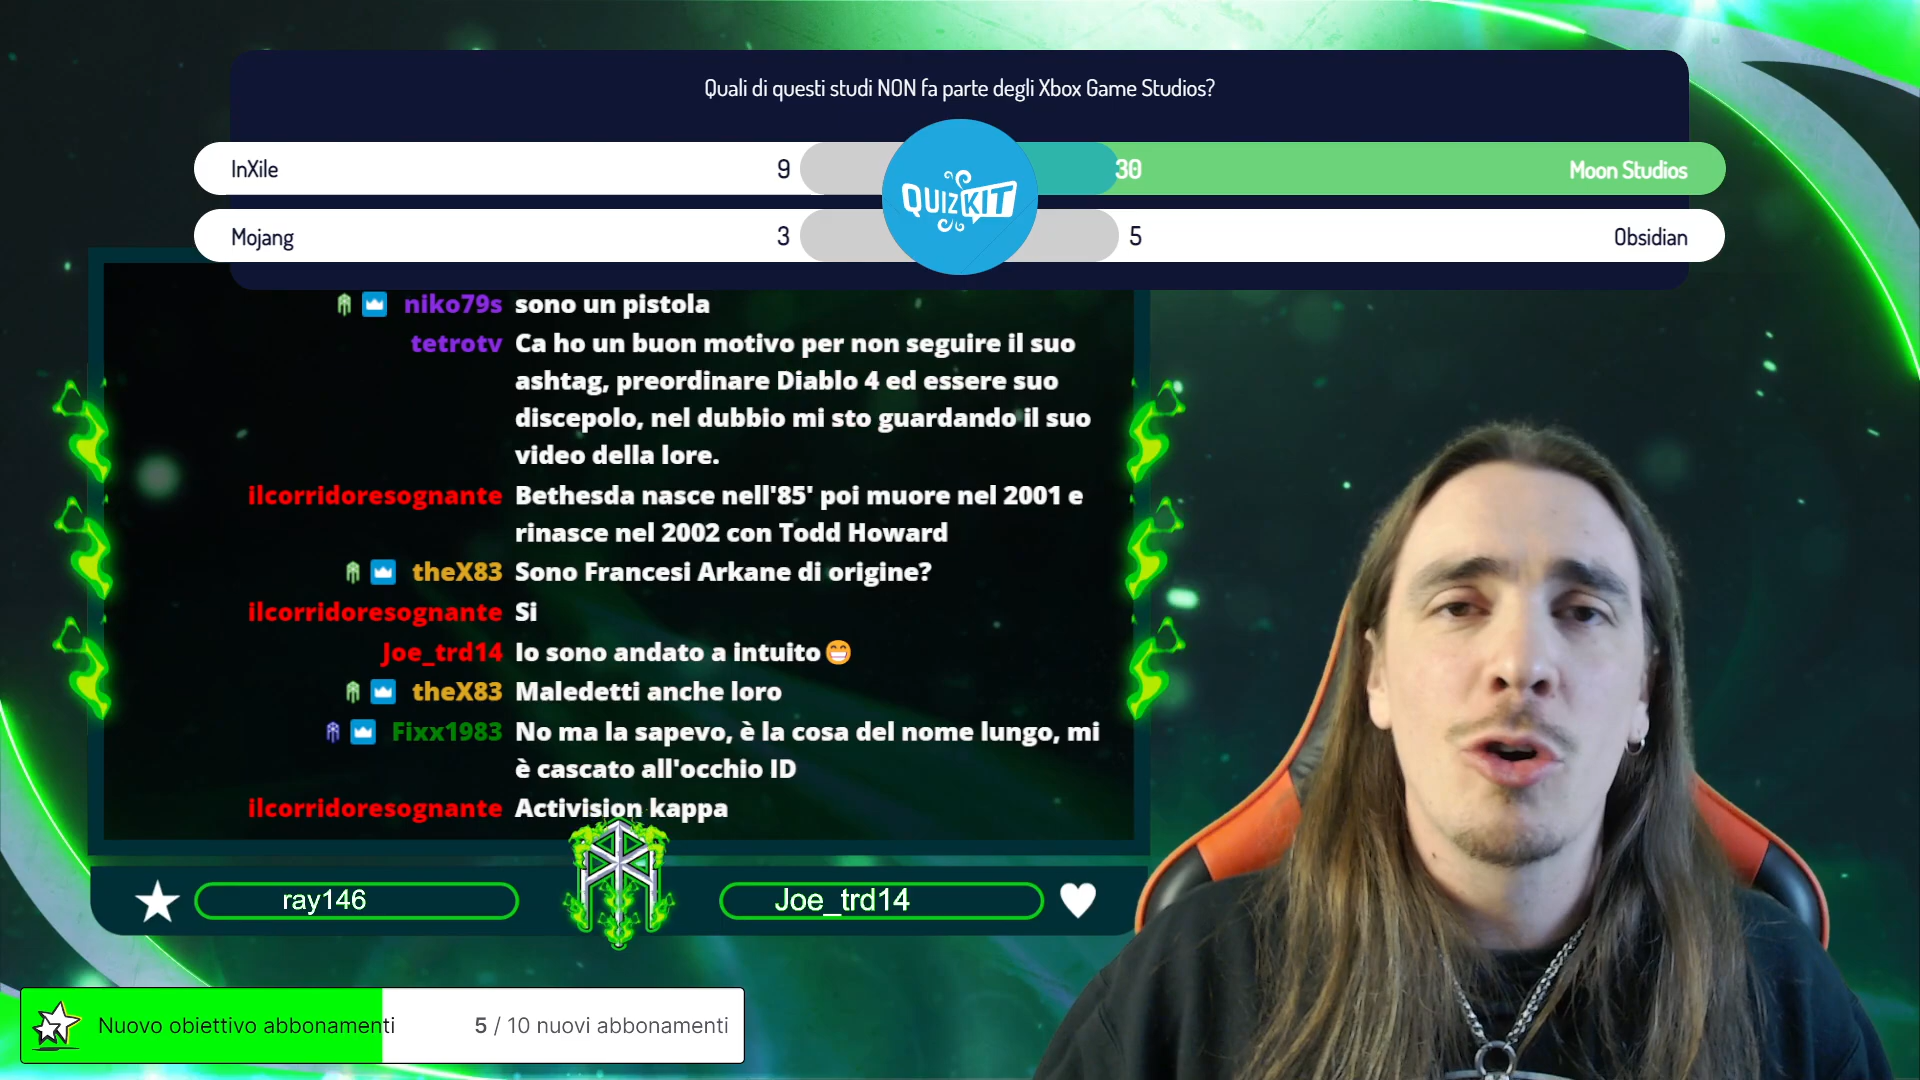 Quali di questi studi NON fa parte degli Xbox Game Studios?
InXile 9
30 Moon Studios
QUIZKIT
Mojang 3
5 Obsidian
niko79s sono un pistola
tetrotv Ca ho un buon motivo per non seguire il suo
ashtag, preordinare Diablo 4 ed essere suo
discepolo, nel dubbio mi sto guardando il suo
video della lore.
ilcorridoresognante Bethesda nasce nell'85' poi muore nel 2001 e
rinasce nel 2002 con Todd Howard
theX83 Sono Francesi Arkane di origine?
ilcorridoresognante Si
Joe_trd14 Io sono andato a intuito
theX83 Maledetti anche loro
Fixx1983 No ma la sapevo, è la cosa del nome lungo, mi
è cascato all'occhio ID
ilcorridoresognante Activision kappa
ray146
Joe_trd14
Nuovo obiettivo abbonamenti 5 / 10 nuovi abbonamenti